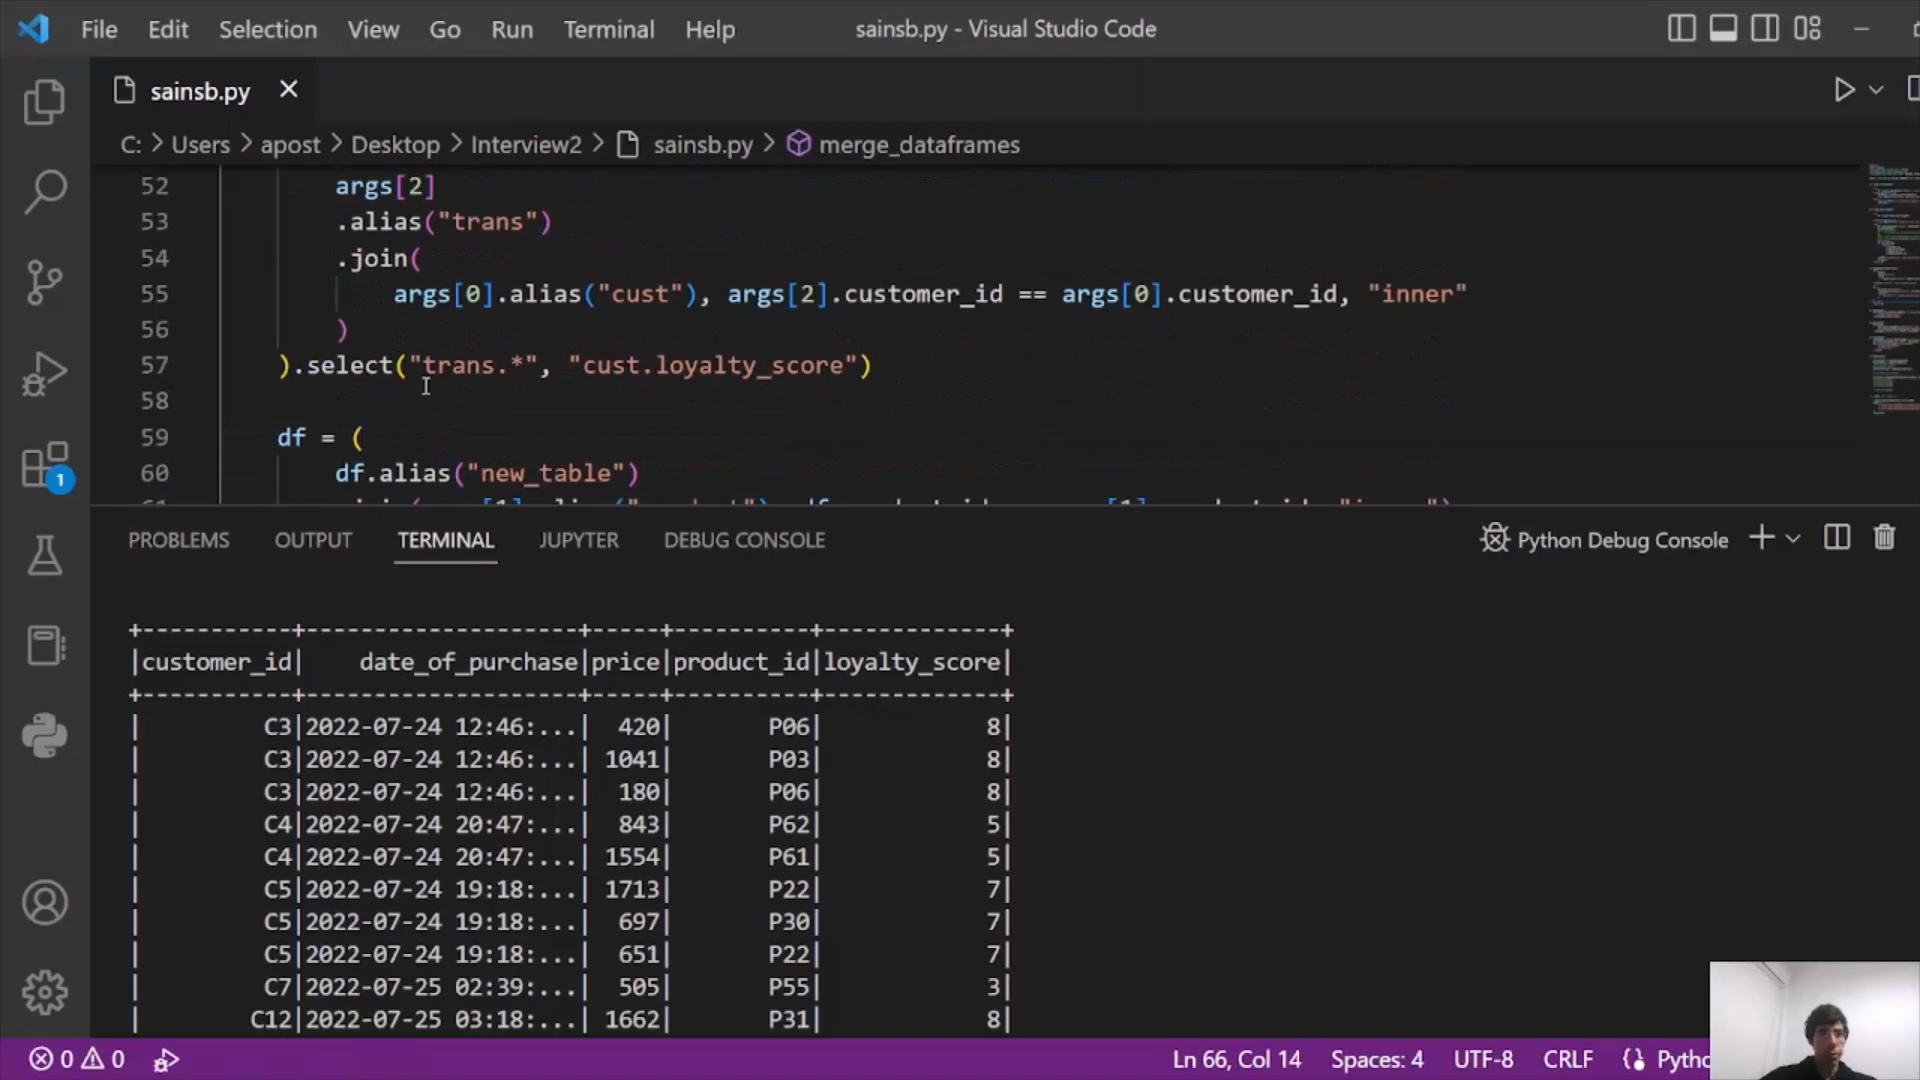 File Edit Selection View Go Run Terminal Help
sainsb.py - Visual Studio Code
sainsb.py
C: > Users > apost > Desktop > Interview2 > sainsb.py > merge_dataframes
52 args[2]
53 .alias("trans")
54 .join(
55 args[0].alias("cust"), args[2].customer_id == args[0].customer_id, "inner"
56 )
57 ).select("trans.*", "cust.loyalty_score")
58
59 df = (
60 df.alias("new_table")
1
PROBLEMS OUTPUT TERMINAL JUPYTER DEBUG CONSOLE
Python Debug Console
+-----------+-------------------+-----+----------+-------------+
|customer_id|   date_of_purchase|price|product_id|loyalty_score|
+-----------+-------------------+-----+----------+-------------+
|         C3|2022-07-24 12:46:...|  420|       P06|            8|
|         C3|2022-07-24 12:46:...| 1041|       P03|            8|
|         C3|2022-07-24 12:46:...|  180|       P06|            8|
|         C4|2022-07-24 20:47:...|  843|       P62|            5|
|         C4|2022-07-24 20:47:...| 1554|       P61|            5|
|         C5|2022-07-24 19:18:...| 1713|       P22|            7|
|         C5|2022-07-24 19:18:...|  697|       P30|            7|
|         C5|2022-07-24 19:18:...|  651|       P22|            7|
|         C7|2022-07-25 02:39:...|  505|       P55|            3|
|        C12|2022-07-25 03:18:...| 1662|       P31|            8|
0 0
Ln 66, Col 14 Spaces: 4 UTF-8 CRLF Pytho